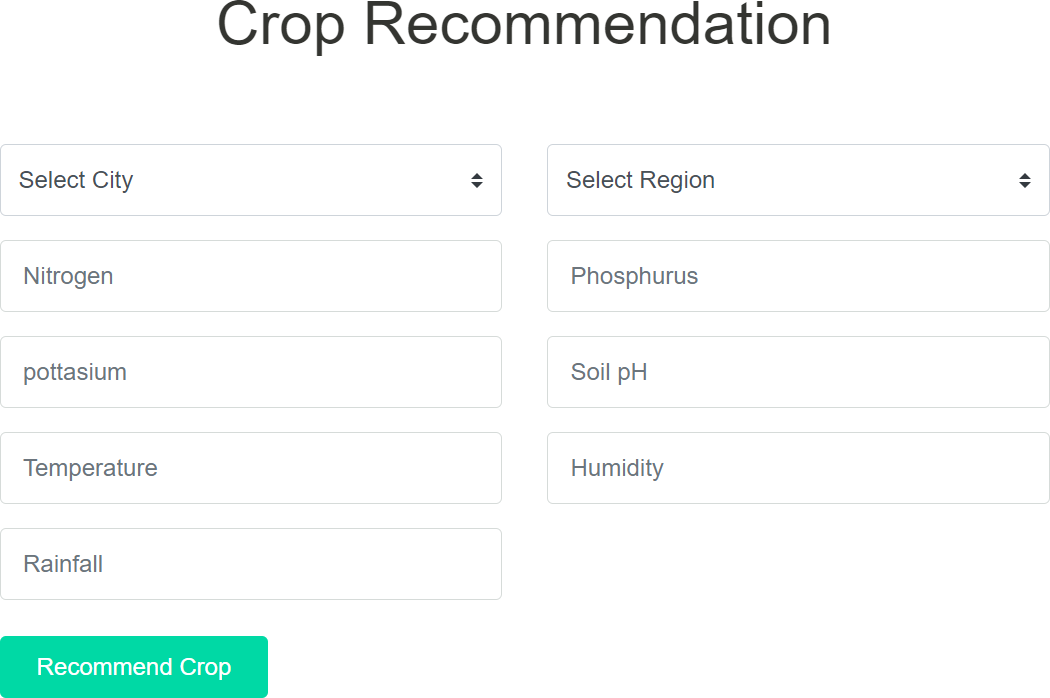 Crop Recommendation
Select City
Select Region
Nitrogen
Phosphurus
pottasium
Soil pH
Temperature
Humidity
Rainfall
Recommend Crop